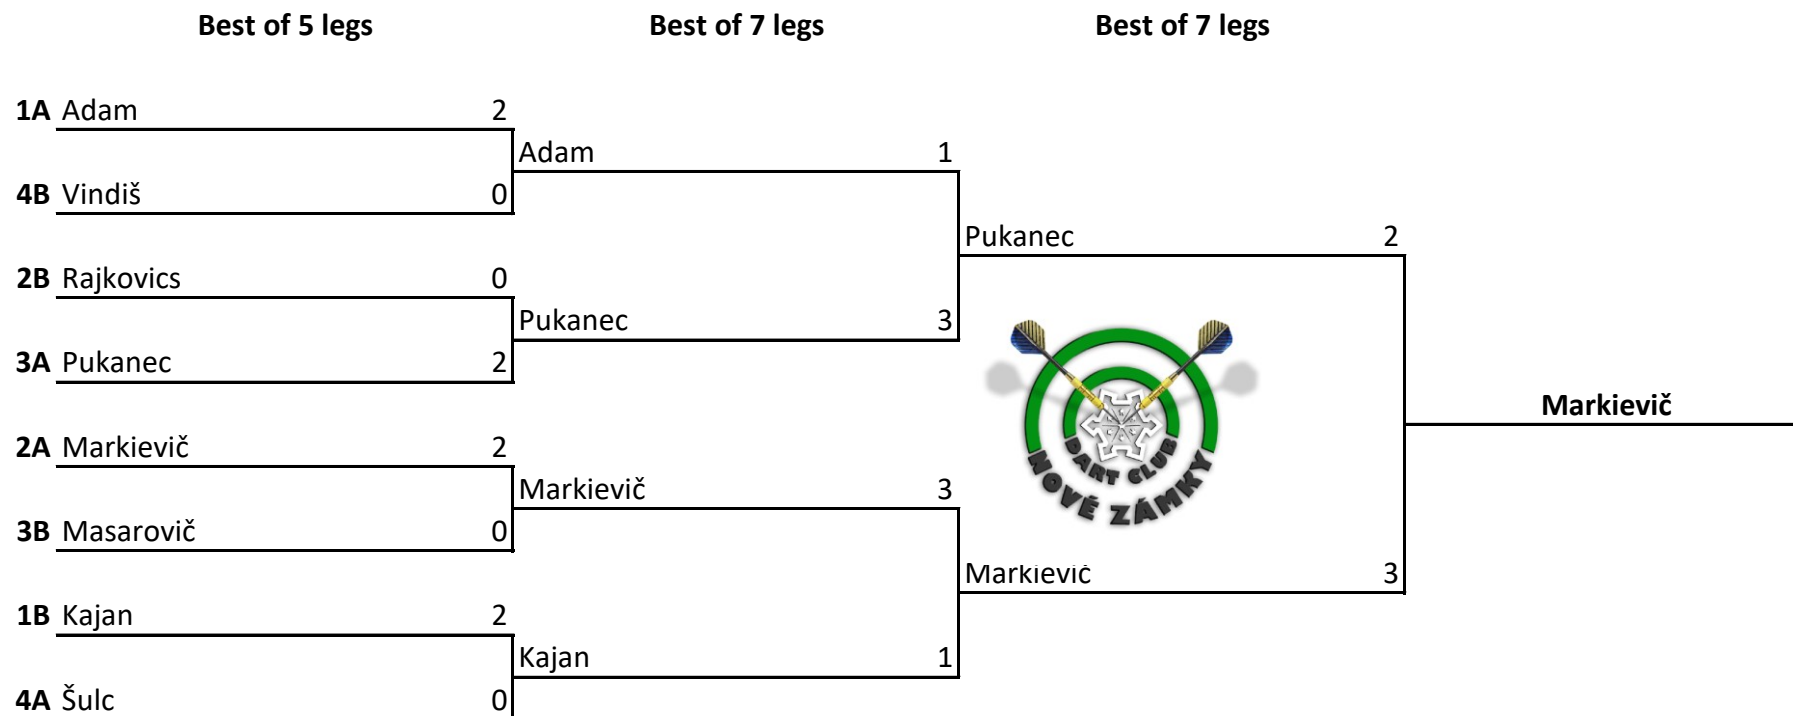 Best of 5 legs Best of 7 legs Best of 7 legs
1A Adam 2
Adam 1
4B Vindiš 0
Pukanec 2
2B Rajkovics 0
Pukanec 3
3A Pukanec 2
Markievič
2A Markievič 2
DART CLUB
NOVÉ ZÁMKY
Markievič 3
3B Masarovič 0
Markievič 3
1B Kajan 2
Kajan 1
4A Šulc 0